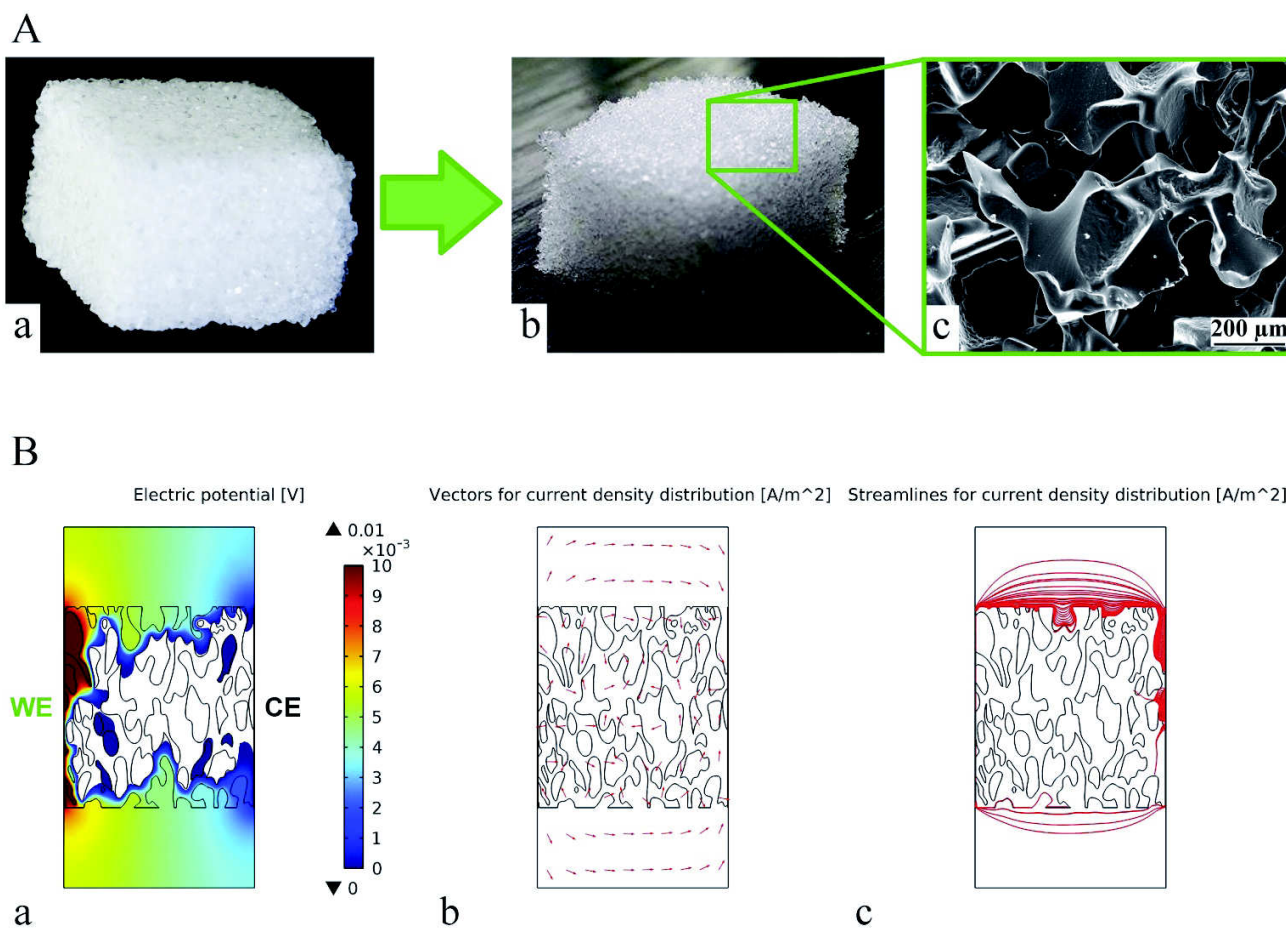 A
a
b
c
200 µm
B
Electric potential [V]
Vectors for current density distribution [A/m^2]
Streamlines for current density distribution [A/m^2]
▲ 0.01
×10⁻³
10
9
8
7
6
5
4
3
2
1
0
▼ 0
WE
CE
a
b
c